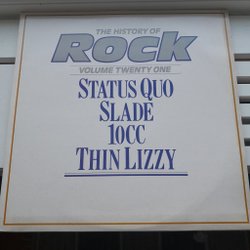 THE HISTORY OF
Rock
VOLUME TWENTY ONE
STATUS QUO
SLADE
10CC
THIN LIZZY